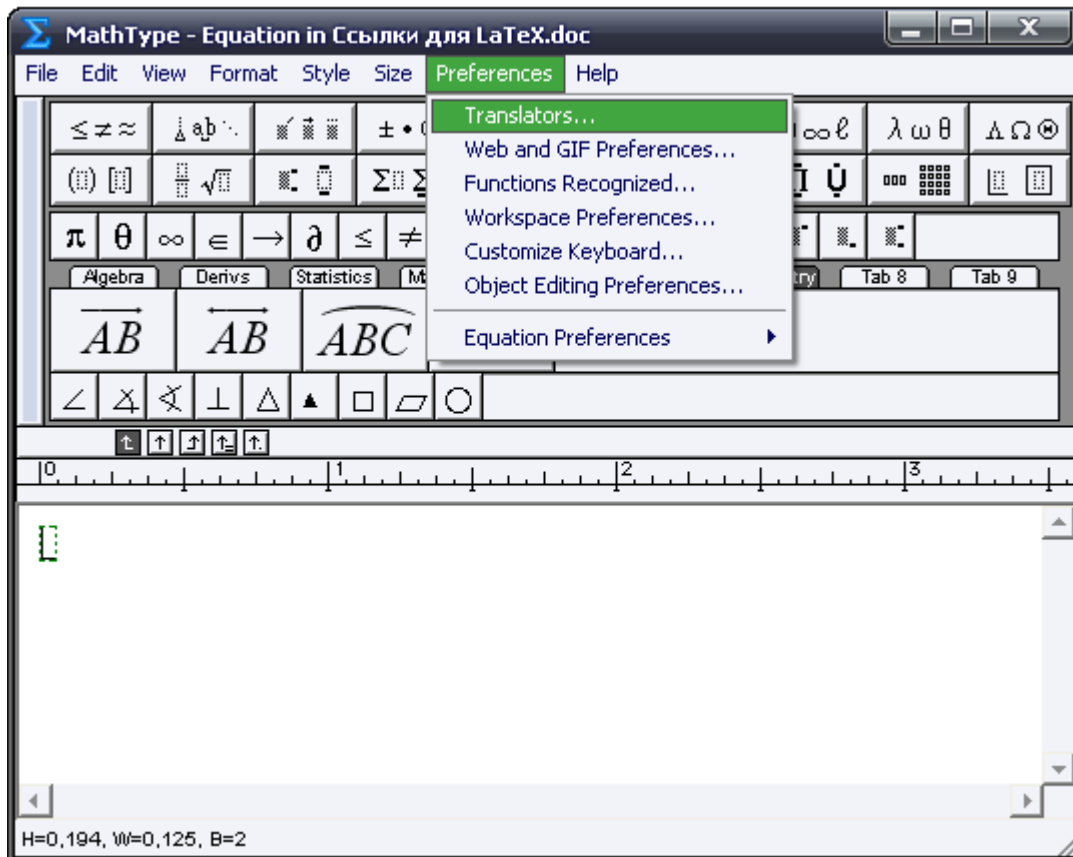 MathType - Equation in Ссылки для LaTeX.doc
File Edit View Format Style Size Preferences Help
Translators...
Web and GIF Preferences...
Functions Recognized...
Workspace Preferences...
Customize Keyboard...
Object Editing Preferences...
Equation Preferences
≤ ≠ ≈ ± • ∞ ℓ λ ω θ Λ Ω Θ
π θ ∞ ∈ → ∂ ≤ ≠
Algebra Derivs Statistics Tab 8 Tab 9
AB AB ABC
0 1 2 3
H=0,194, W=0,125, B=2